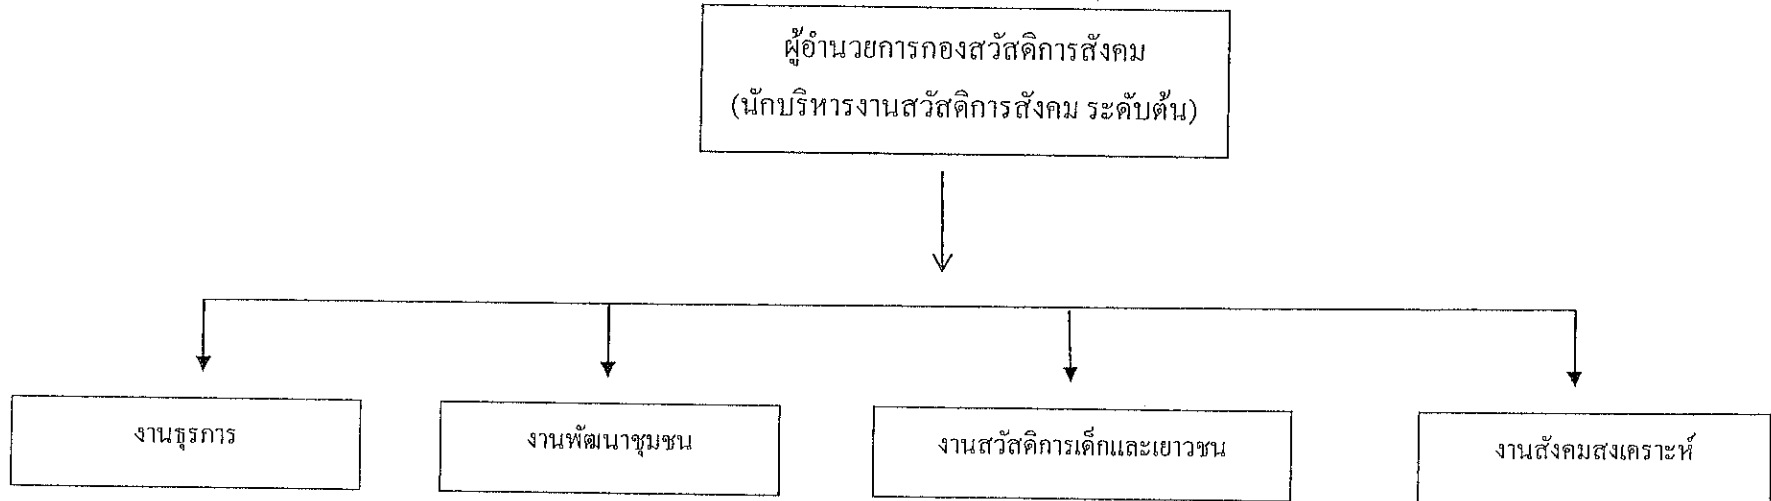 ผู้อำนวยการกองสวัสดิการสังคม
(นักบริหารงานสวัสดิการสังคม ระดับต้น)
งานธุรการ
งานพัฒนาชุมชน
งานสวัสดิการเด็กและเยาวชน
งานสังคมสงเคราะห์